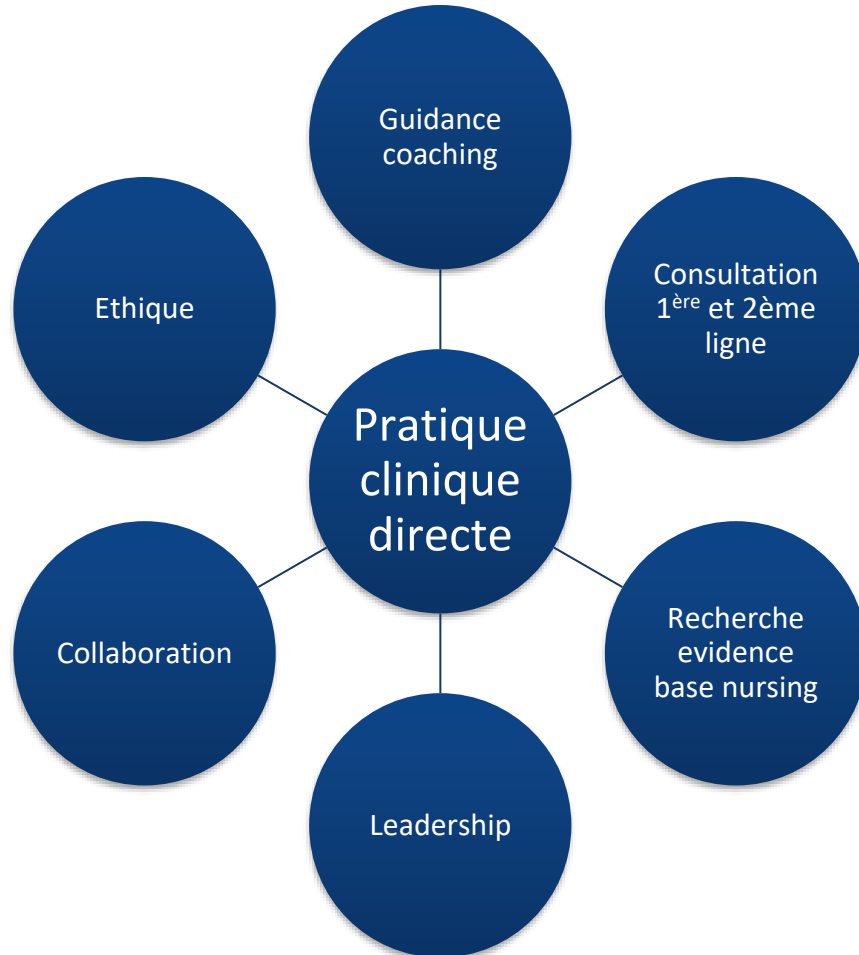 Guidance
coaching
Ethique
Consultation
1ère et 2ème
ligne
Pratique
clinique
directe
Collaboration
Recherche
evidence
base nursing
Leadership